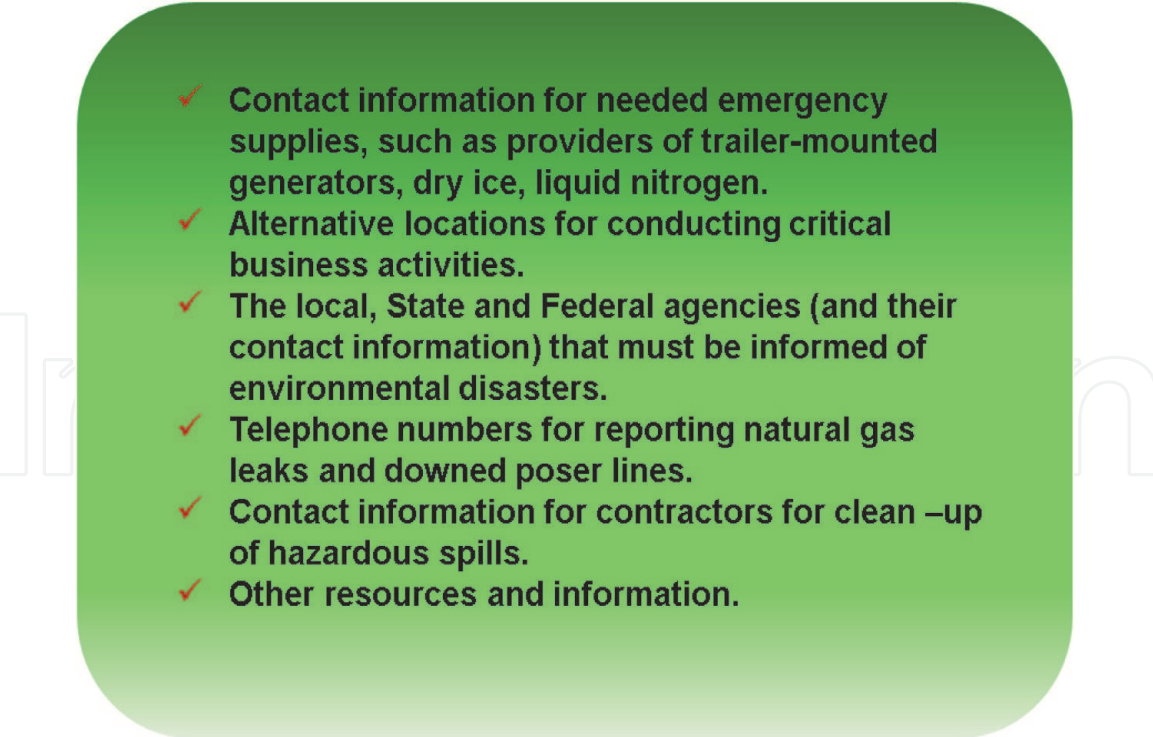 ✓ Contact information for needed emergency
supplies, such as providers of trailer-mounted
generators, dry ice, liquid nitrogen.
✓ Alternative locations for conducting critical
business activities.
✓ The local, State and Federal agencies (and their
contact information) that must be informed of
environmental disasters.
✓ Telephone numbers for reporting natural gas
leaks and downed poser lines.
✓ Contact information for contractors for clean –up
of hazardous spills.
✓ Other resources and information.